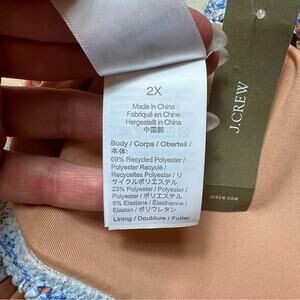 2X
Made in China
Fabriqué en Chine
Hergestellt in China
中国製
Body / Corps / Oberteil /
本体:
69% Recycled Polyester /
Polyester Recyclé /
Recyceltes Polyester / リ
サイクルポリエステル
23% Polyester / Polyester /
Polyester / ポリエステル
8% Elastane / Élasthanne /
Elastan / ポリウレタン
Lining / Doublure / Futter
J.CREW
JCREW.COM